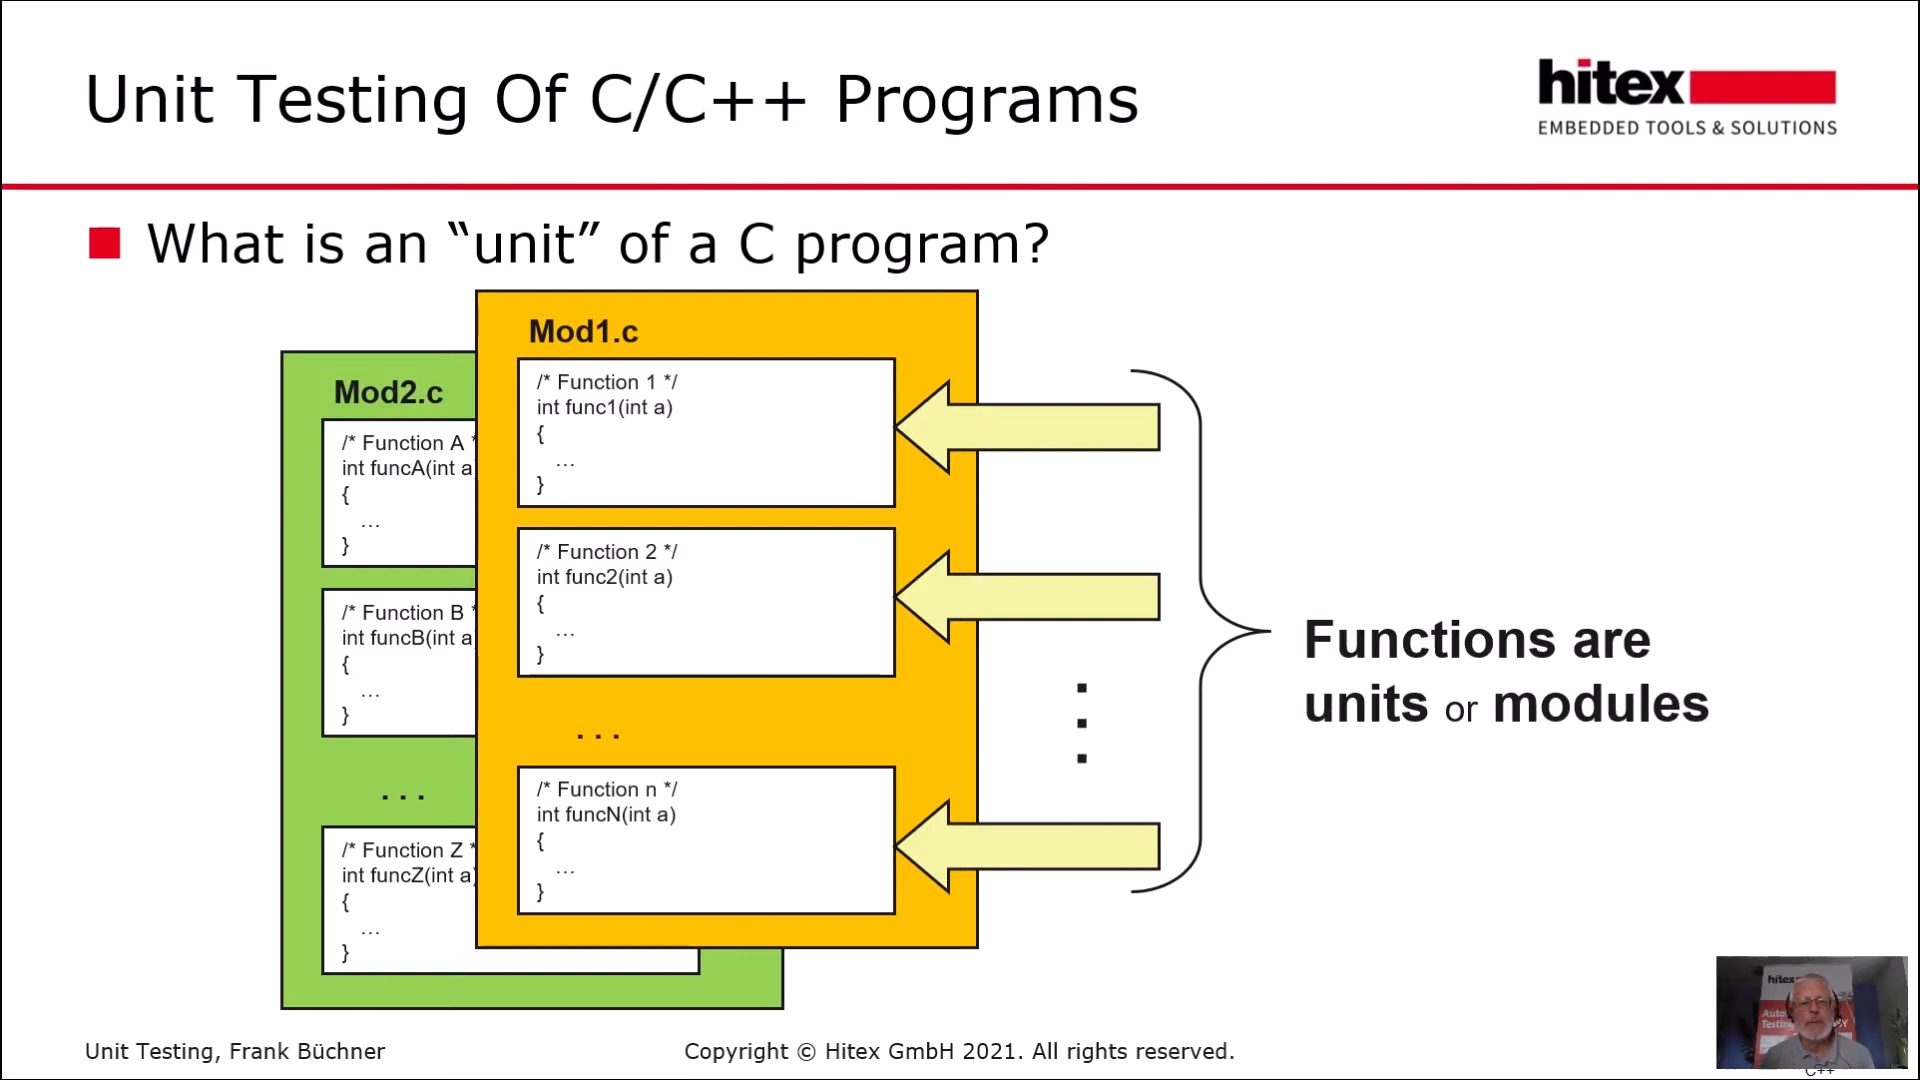 Unit Testing Of C/C++ Programs
hitex
EMBEDDED TOOLS & SOLUTIONS
What is an “unit” of a C program?
Mod1.c
/* Function 1 */
int func1(int a)
{
...
}
/* Function 2 */
int func2(int a)
{
...
}
. . .
/* Function n */
int funcN(int a)
{
...
}
Mod2.c
/* Function A *
int funcA(int a)
{
...
}
/* Function B *
int funcB(int a
{
...
}
. . .
/* Function Z *
int funcZ(int a)
{
...
}
Functions are
units or modules
hitex
Testing
C++
Unit Testing, Frank Büchner
Copyright © Hitex GmbH 2021. All rights reserved.